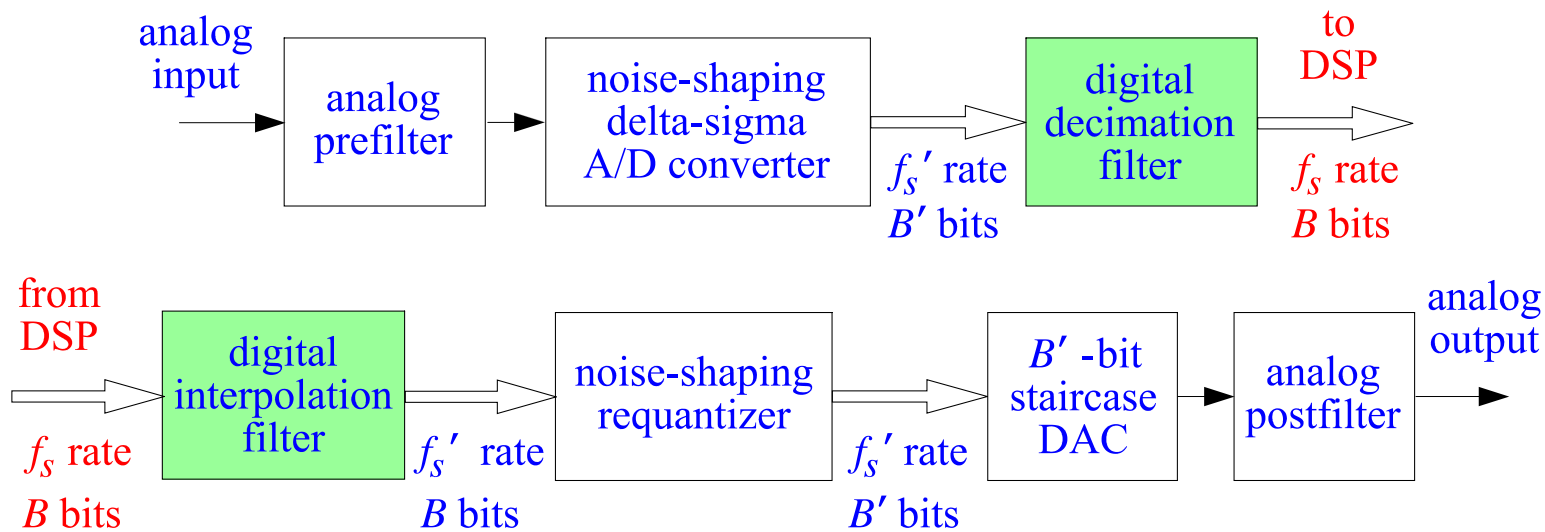 analog
input
analog
prefilter
noise-shaping
delta-sigma
A/D converter
fs′ rate
B′ bits
digital
decimation
filter
to
DSP
fs rate
B bits
from
DSP
fs rate
B bits
digital
interpolation
filter
fs′ rate
B bits
noise-shaping
requantizer
fs′ rate
B′ bits
B′ -bit
staircase
DAC
analog
postfilter
analog
output